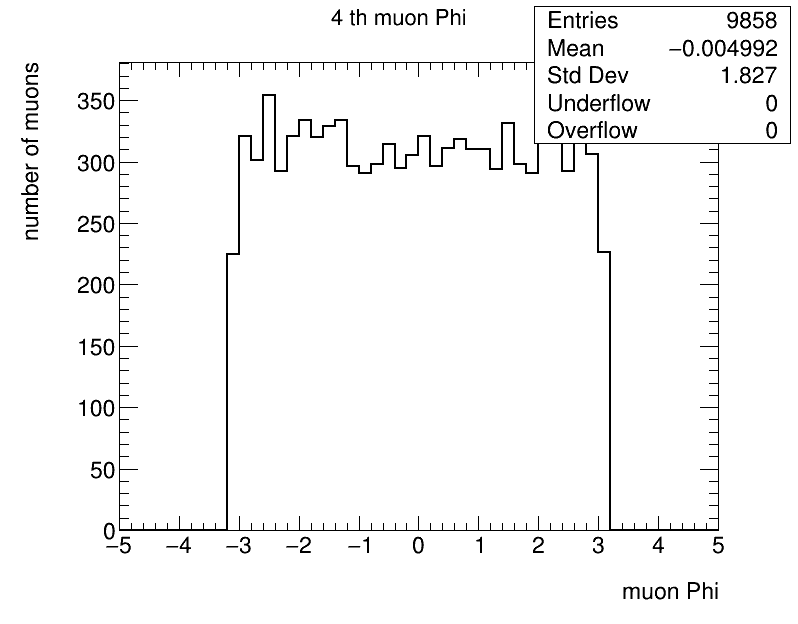 4 th muon Phi
Entries 9858
Mean −0.004992
Std Dev 1.827
Underflow 0
Overflow 0
number of muons
350
300
250
200
150
100
50
0
−5 −4 −3 −2 −1 0 1 2 3 4 5
muon Phi